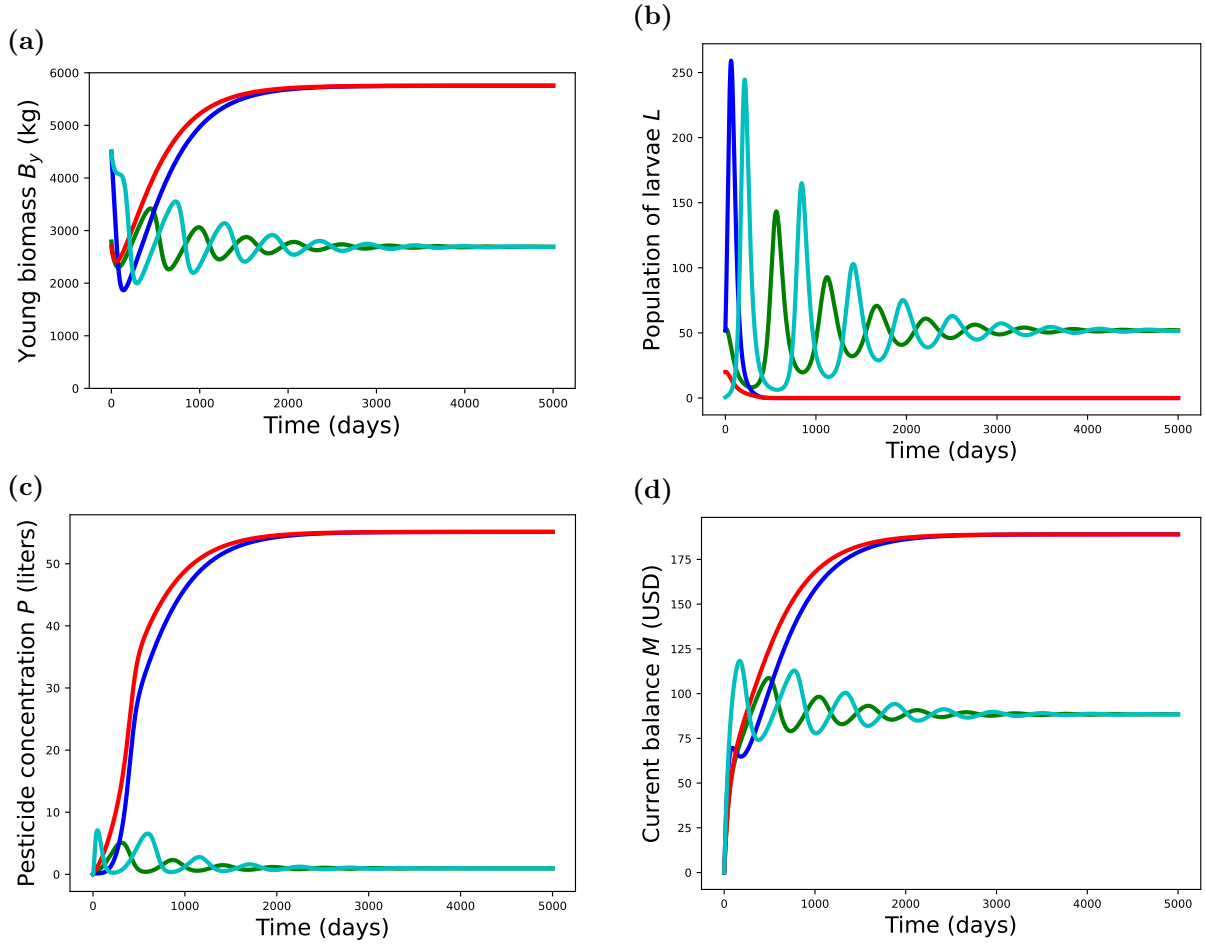 (a)
Young biomass B_y (kg)
6000
5000
4000
3000
2000
1000
0
0 1000 2000 3000 4000 5000
Time (days)
(b)
Population of larvae L
250
200
150
100
50
0
0 1000 2000 3000 4000 5000
Time (days)
(c)
Pesticide concentration P (liters)
50
40
30
20
10
0
0 1000 2000 3000 4000 5000
Time (days)
(d)
Current balance M (USD)
175
150
125
100
75
50
25
0
0 1000 2000 3000 4000 5000
Time (days)